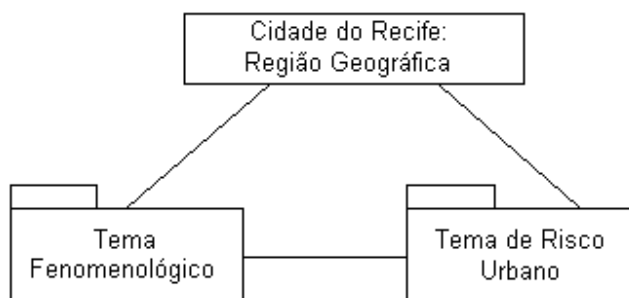 Cidade do Recife:
Região Geográfica
Tema
Fenomenológico
Tema de Risco
Urbano